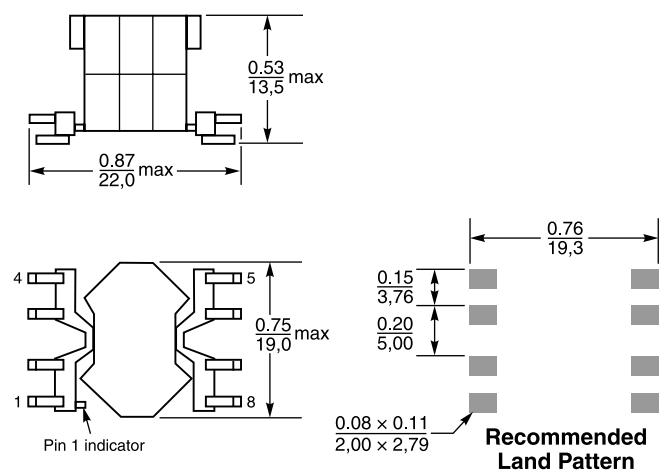 0.53
13,5
max
0.87
22,0
max
4
5
1
8
0.75
19,0
max
Pin 1 indicator
0.76
19,3
0.15
3,76
0.20
5,00
0.08 × 0.11
2,00 × 2,79
Recommended
Land Pattern